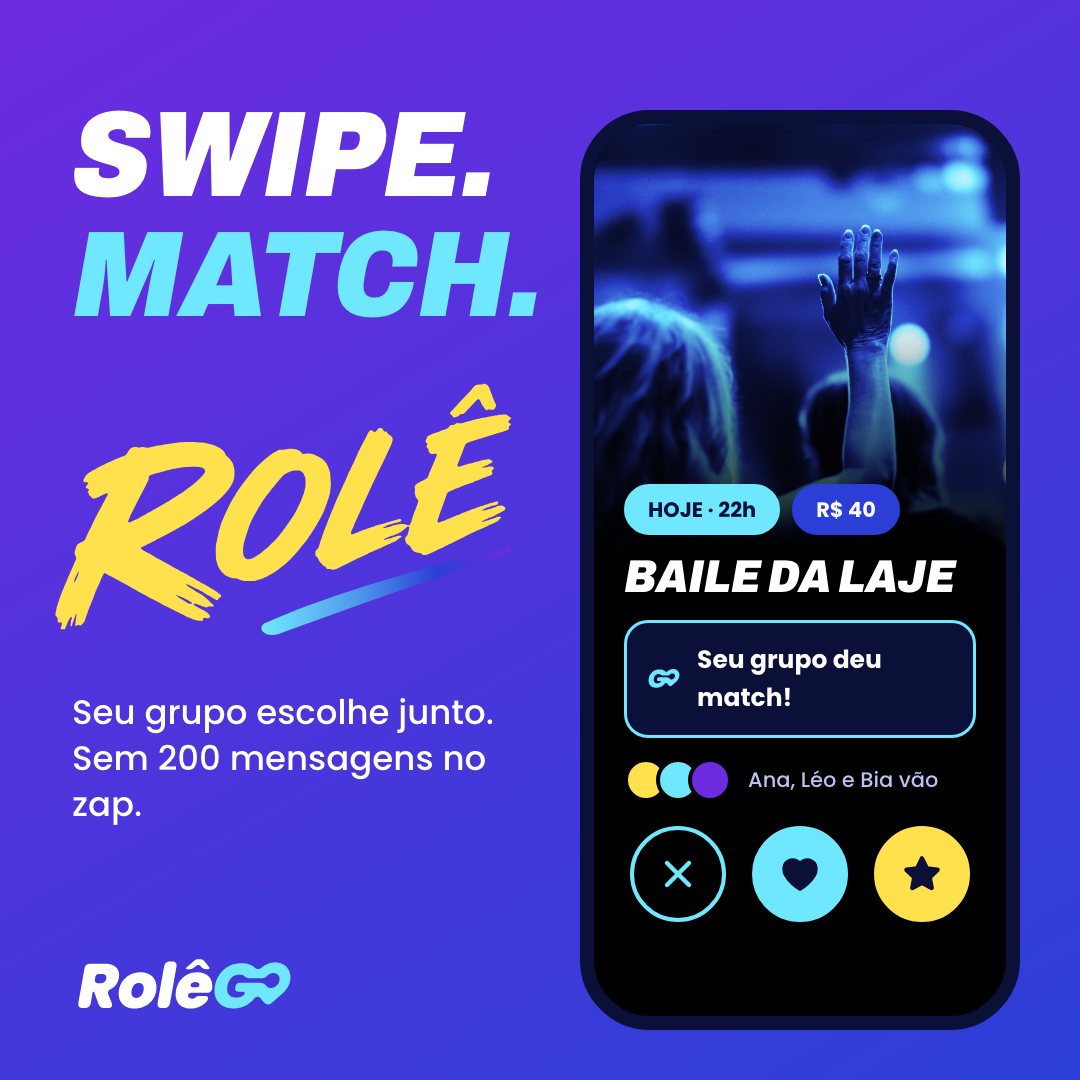 SWIPE.
MATCH.
ROLÊ
Seu grupo escolhe junto.
Sem 200 mensagens no
zap.
RolêGO
HOJE · 22h
R$ 40
BAILE DA LAJE
GO
Seu grupo deu
match!
Ana, Léo e Bia vão